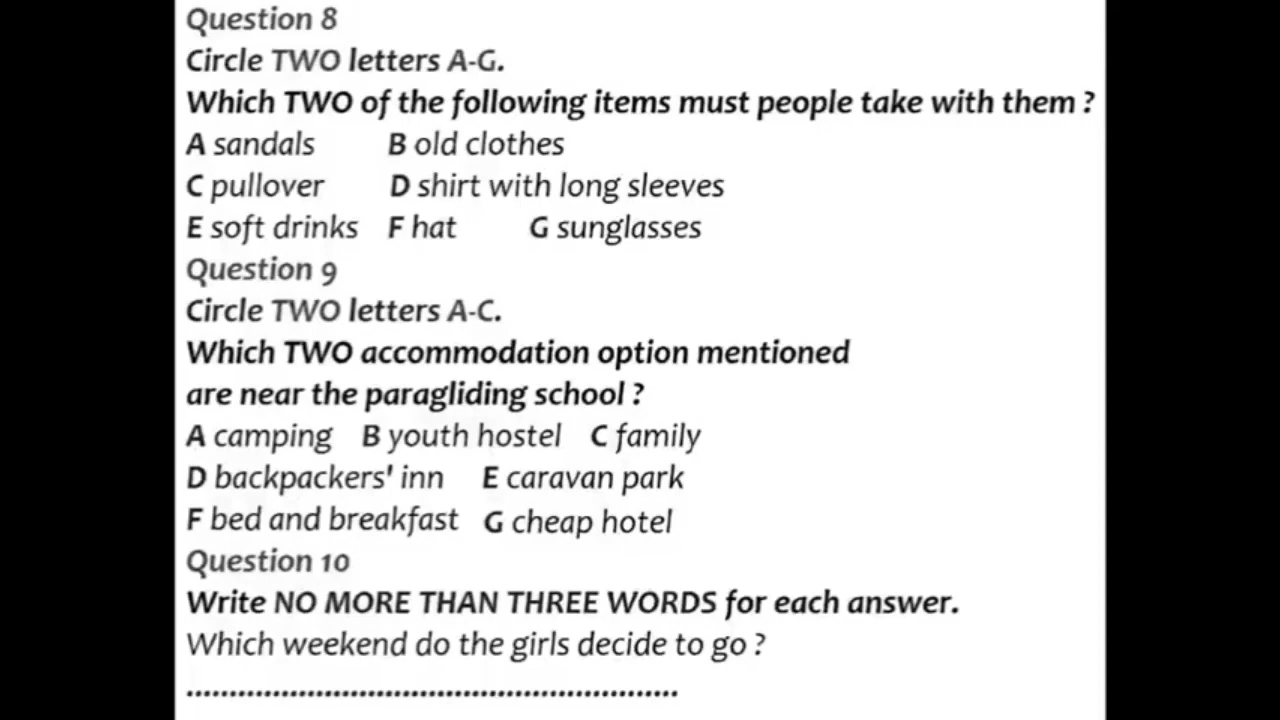 Question 8
Circle TWO letters A-G.
Which TWO of the following items must people take with them ?
A sandals B old clothes
C pullover D shirt with long sleeves
E soft drinks F hat G sunglasses
Question 9
Circle TWO letters A-C.
Which TWO accommodation option mentioned
are near the paragliding school ?
A camping B youth hostel C family
D backpackers' inn E caravan park
F bed and breakfast G cheap hotel
Question 10
Write NO MORE THAN THREE WORDS for each answer.
Which weekend do the girls decide to go ?
.........................................................